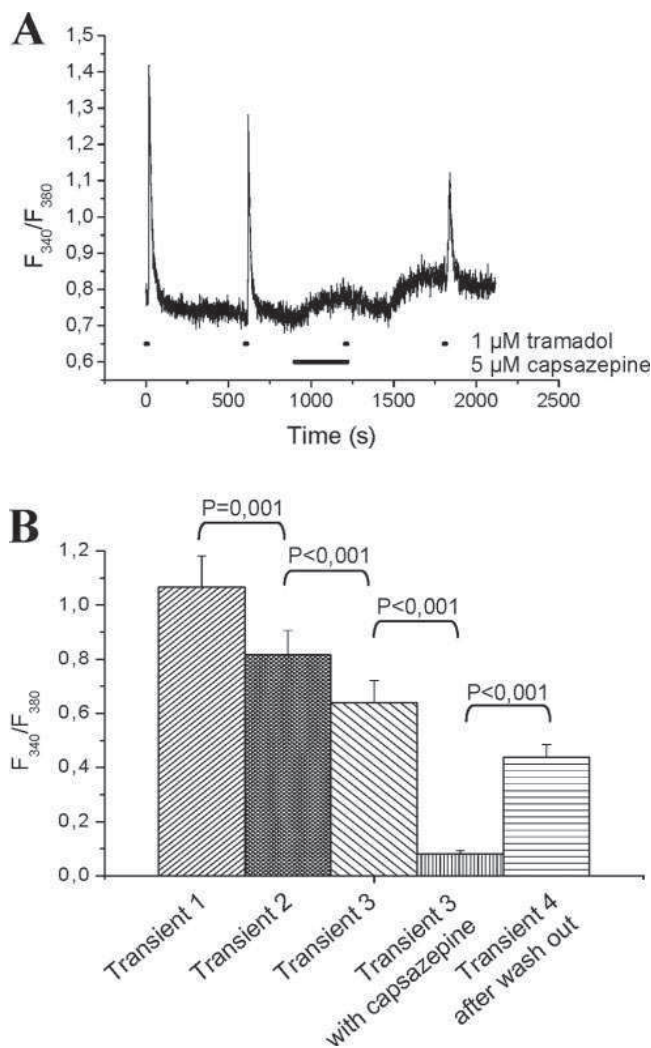 A
1,5
1,4
1,3
1,2
1,1
1,0
0,9
0,8
0,7
0,6
F340/F380
1 µM tramadol
5 µM capsazepine
0 500 1000 1500 2000 2500
Time (s)
B
P=0,001
P<0,001
P<0,001
P<0,001
1,2
1,0
0,8
0,6
0,4
0,2
0,0
F340/F380
Transient 1
Transient 2
Transient 3
Transient 3
with capsazepine
Transient 4
after wash out